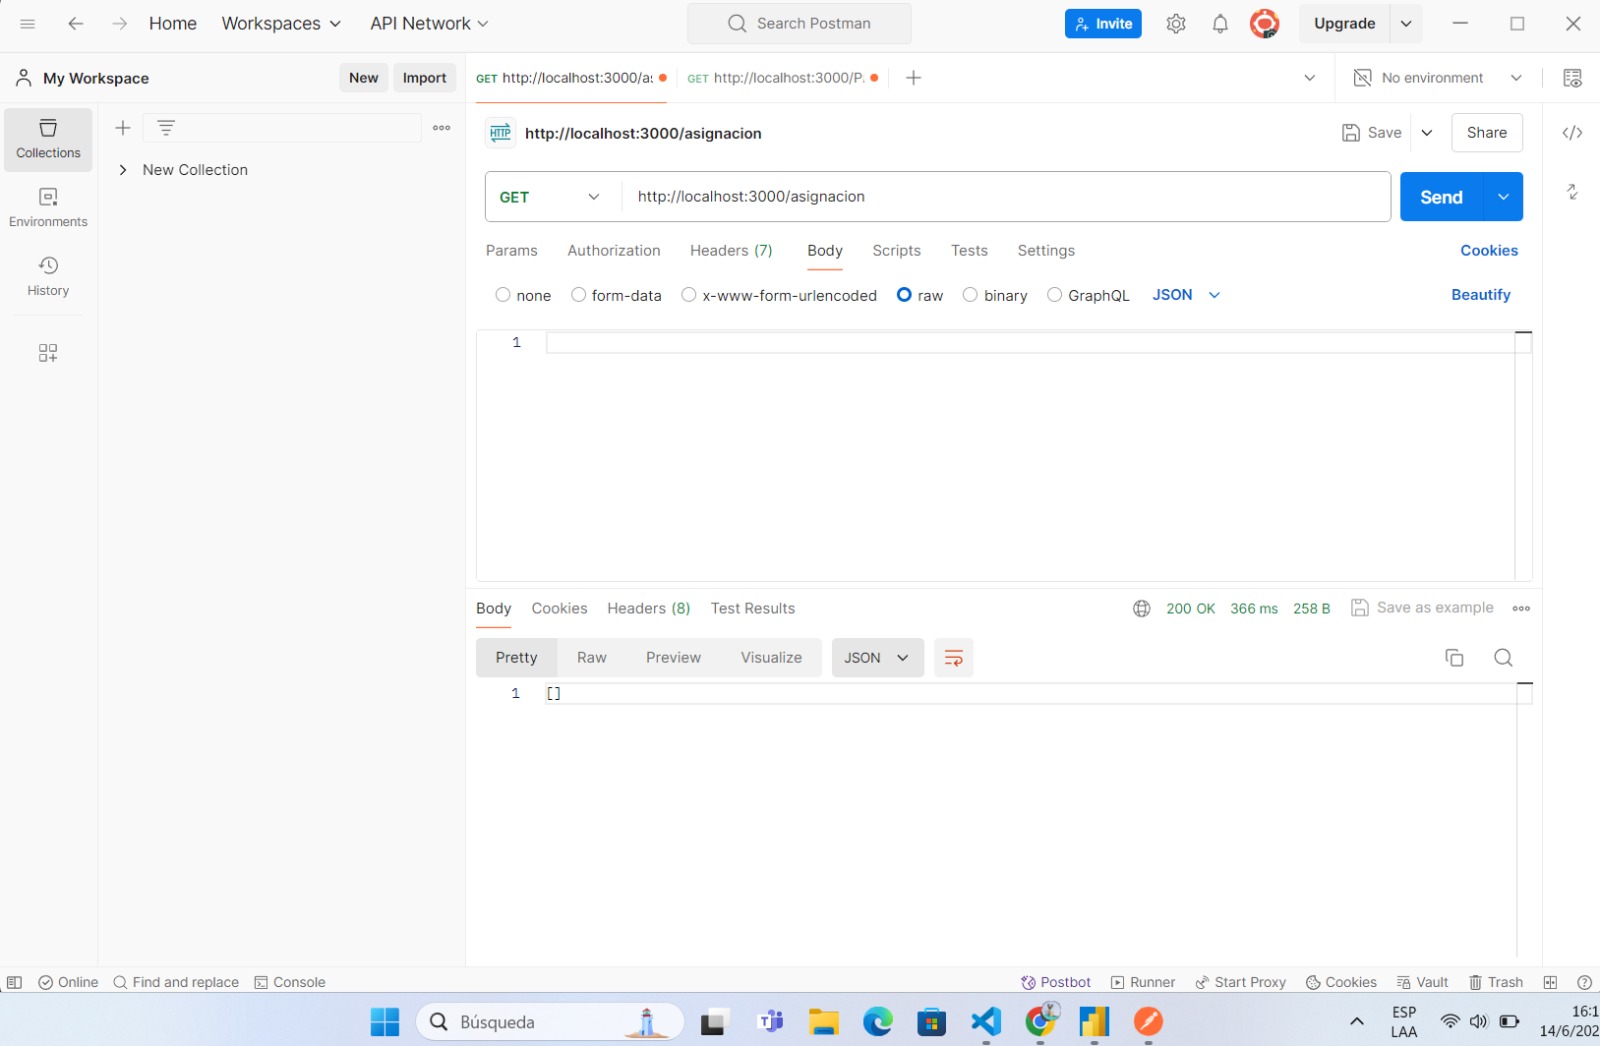 Home Workspaces API Network Search Postman Invite Upgrade
My Workspace New Import GET http://localhost:3000/as GET http://localhost:3000/P. No environment
Collections
New Collection
Environments
History
HTTP http://localhost:3000/asignacion Save Share
GET http://localhost:3000/asignacion Send
Params Authorization Headers (7) Body Scripts Tests Settings Cookies
none form-data x-www-form-urlencoded raw binary GraphQL JSON Beautify
1
Body Cookies Headers (8) Test Results 200 OK 366 ms 258 B Save as example
Pretty Raw Preview Visualize JSON
1 []
Online Find and replace Console Postbot Runner Start Proxy Cookies Vault Trash
Búsqueda ESP 16:1
LAA 14/6/202